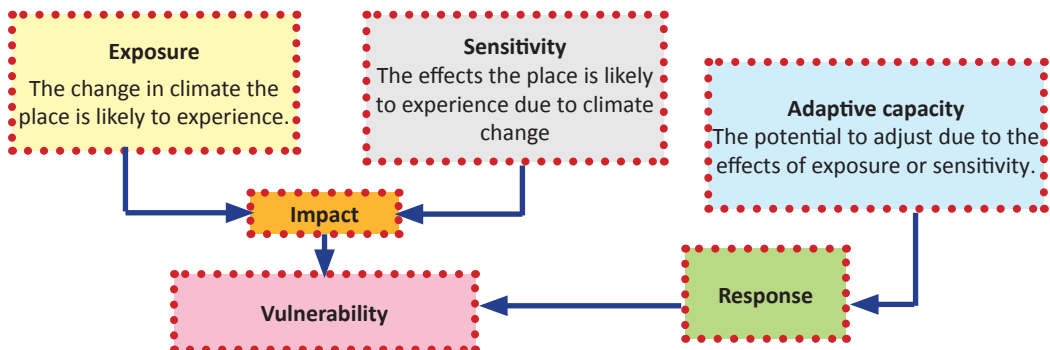 Exposure
The change in climate the
place is likely to experience.
Sensitivity
The effects the place is likely
to experience due to climate
change
Adaptive capacity
The potential to adjust due to the
effects of exposure or sensitivity.
Impact
Response
Vulnerability